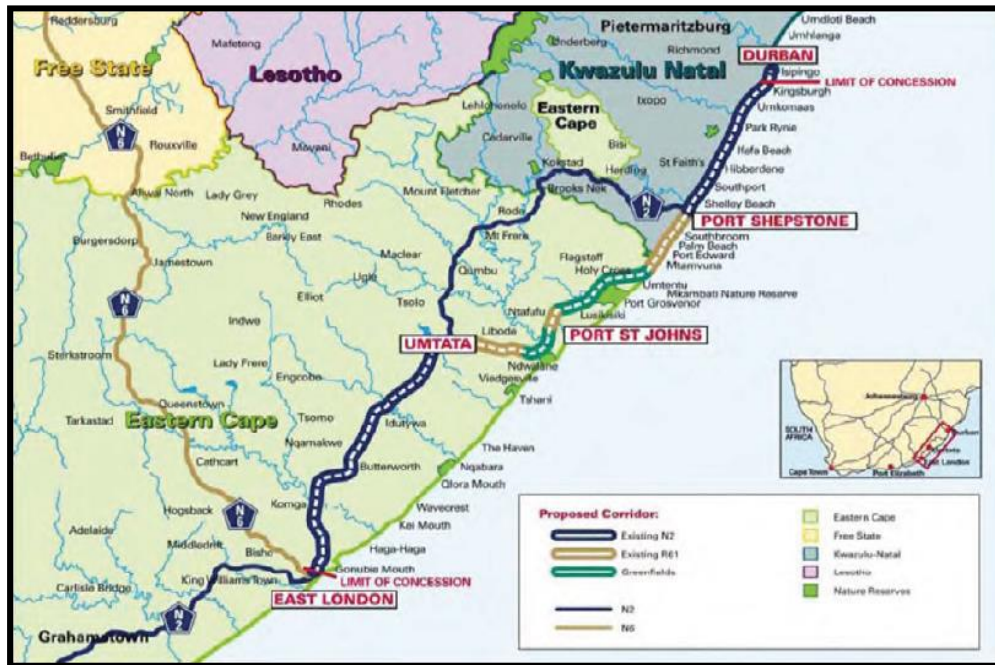 Reddersburg
Mafeteng
Underberg
Pietermaritzburg
Richmond
Umdloti Beach
Umhlanga
DURBAN
Isipingo
LIMIT OF CONCESSION
Kingsburgh
Umkomaas
Free State
Lesotho
Kwazulu Natal
Smithfield
N6
Rouxville
Lehlohonolo
Eastern Cape
Ixopo
Park Rynie
Moyeni
Cedarville
Bisi
St Faith's
Hibberdene
Kokstad
Southport
Aliwal North
Lady Grey
Rhodes
Mount Fletcher
Brooks Nek
N2
Shelley Beach
PORT SHEPSTONE
New England
Barkly East
Rode
Mt Frere
Southbroom
Palm Beach
Port Edward
Mtamvuna
Burgersdorp
Jamestown
Maclear
Qumbu
Flagstaff
Holy Cross
Umtentu
Mkambati Nature Reserve
Port Grosvenor
Ugie
Elliot
Tsolo
N6
Indwe
Ntafufu
Lusikisiki
Libode
UMTATA
PORT ST JOHNS
Sterkstroom
Lady Frere
Engcobo
Ndwalane
Viedgesville
Queenstown
Tarkastad
Eastern Cape
Tsomo
Idutywa
Nqamakwe
The Haven
Cathcart
Butterworth
Nqabara
Qlora Mouth
Hogsback
N6
Komga
Wavecrest
Kei Mouth
Adelaide
Middledrift
Bisho
Haga-Haga
Gonubie Mouth
LIMIT OF CONCESSION
Carlisle Bridge
King Williams Town
EAST LONDON
N2
Grahamstown
Johannesburg
SOUTH AFRICA
Durban
Umtata
East London
Cape Town
Port Elizabeth
Proposed Corridor:
Existing N2
Existing R61
Greenfields
N2
N6
Eastern Cape
Free State
Kwazulu-Natal
Lesotho
Nature Reserves